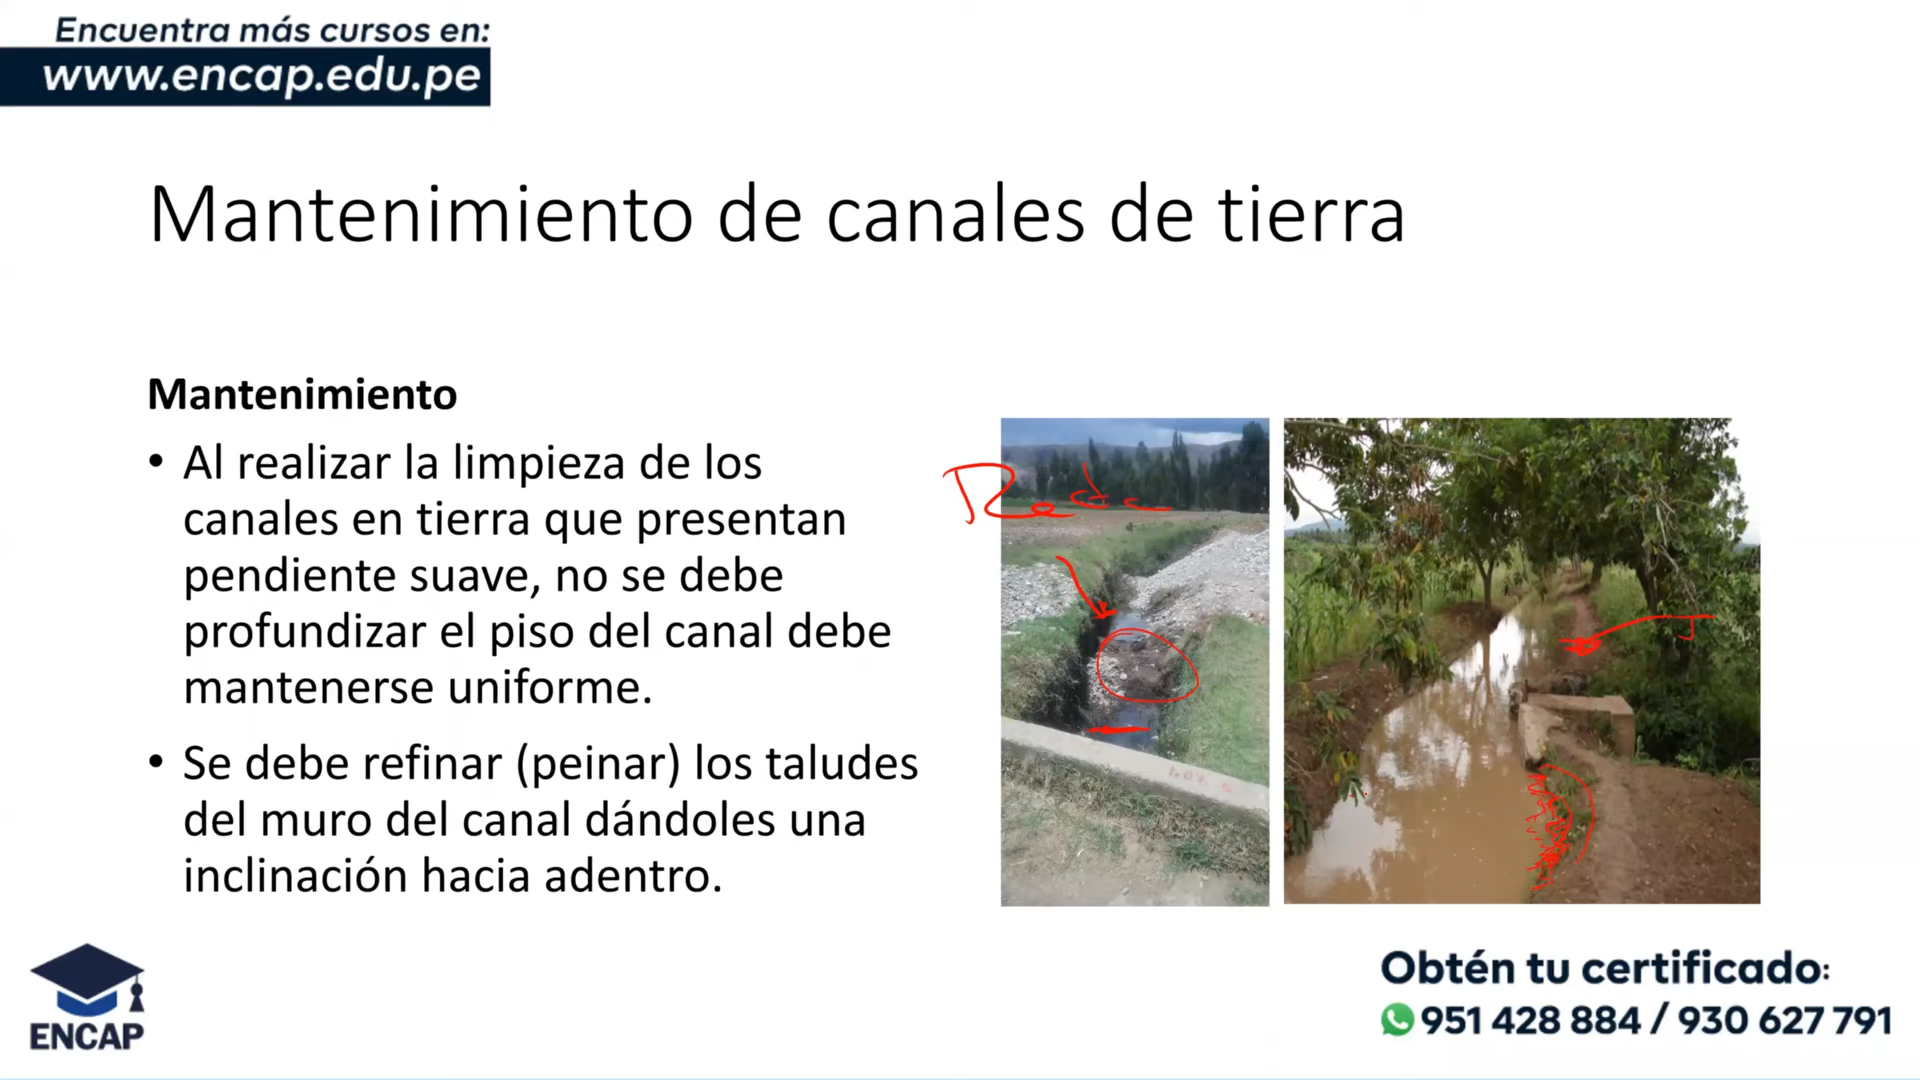 Encuentra más cursos en:
www.encap.edu.pe
Mantenimiento de canales de tierra
Mantenimiento
• Al realizar la limpieza de los
canales en tierra que presentan
pendiente suave, no se debe
profundizar el piso del canal debe
mantenerse uniforme.
• Se debe refinar (peinar) los taludes
del muro del canal dándoles una
inclinación hacia adentro.
ENCAP
Obtén tu certificado:
951 428 884 / 930 627 791